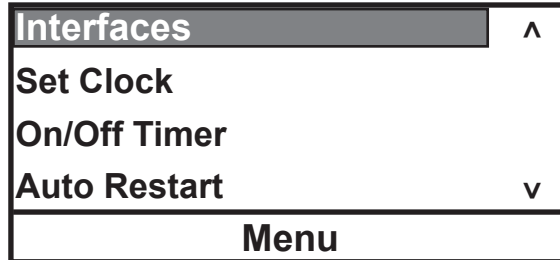 Interfaces ʌ
Set Clock
On/Off Timer
Auto Restart v
Menu